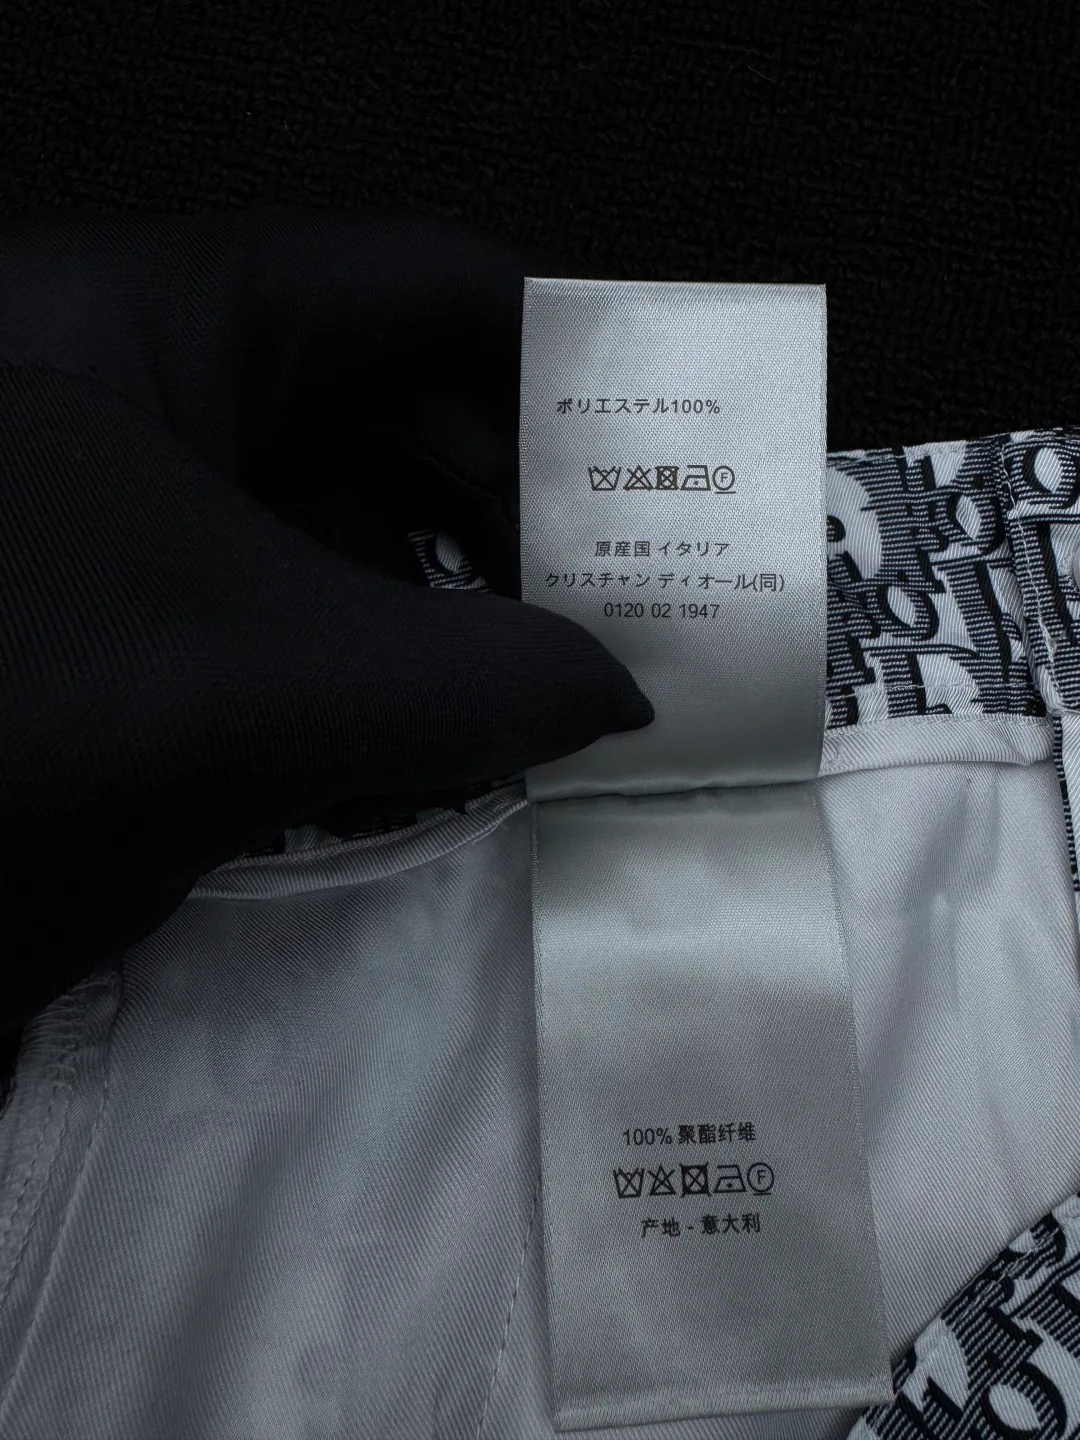 ポリエステル100%
F
原産国 イタリア
クリスチャン ディオール(同)
0120 02 1947
100% 聚酯纤维
F
产地 - 意大利